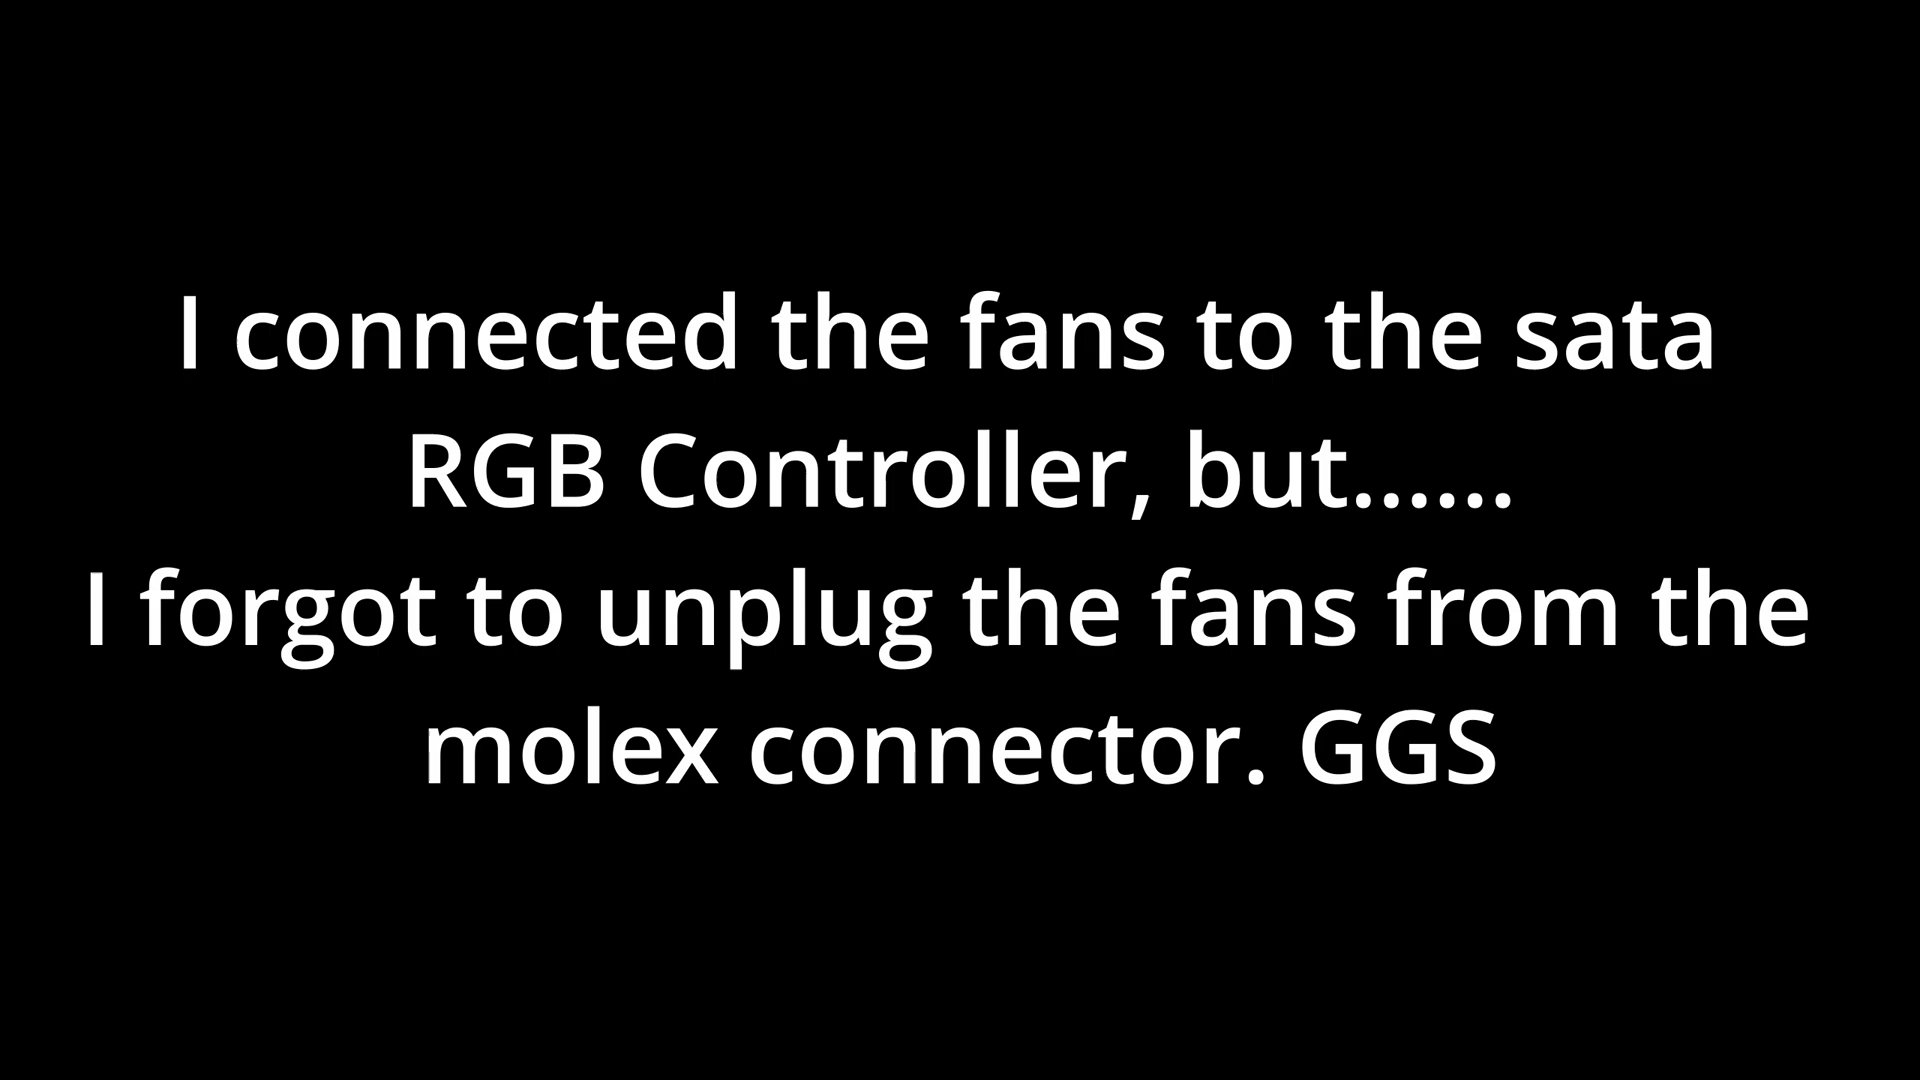 I connected the fans to the sata
RGB Controller, but......
I forgot to unplug the fans from the
molex connector. GGS